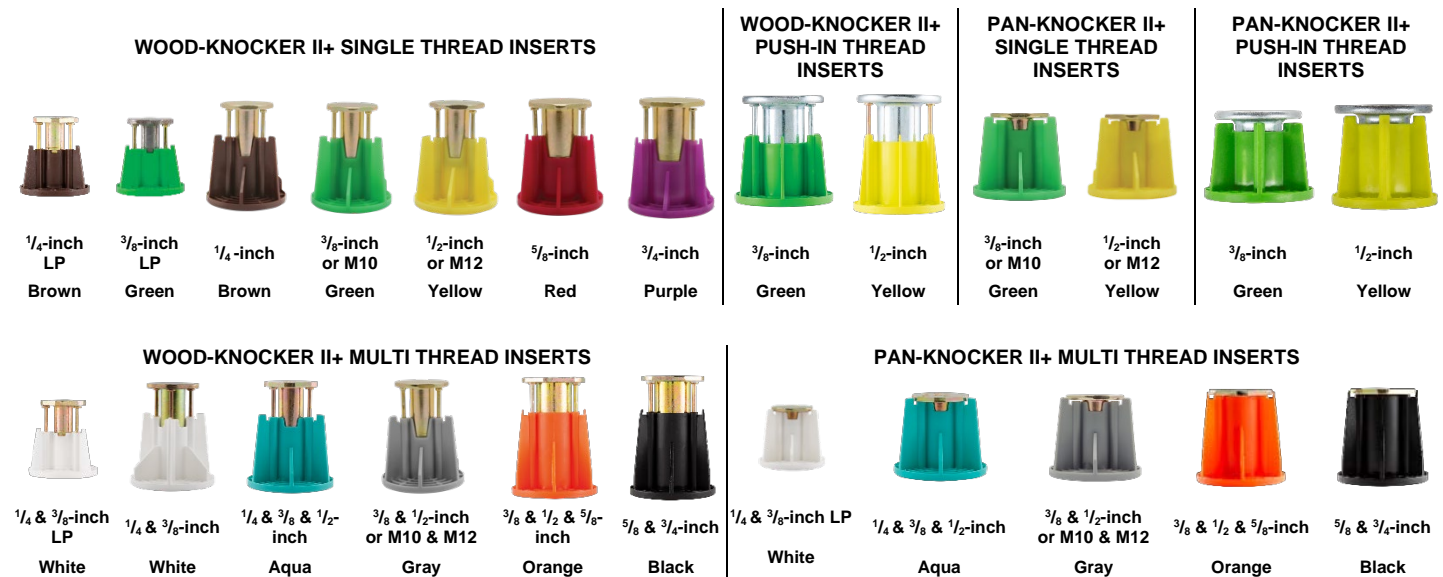 WOOD-KNOCKER II+ SINGLE THREAD INSERTS
1/4-inch
LP
Brown
3/8-inch
LP
Green
1/4 -inch
Brown
3/8-inch
or M10
Green
1/2-inch
or M12
Yellow
5/8-inch
Red
3/4-inch
Purple
WOOD-KNOCKER II+
PUSH-IN THREAD
INSERTS
3/8-inch
Green
1/2-inch
Yellow
PAN-KNOCKER II+
SINGLE THREAD
INSERTS
3/8-inch
or M10
Green
1/2-inch
or M12
Yellow
PAN-KNOCKER II+
PUSH-IN THREAD
INSERTS
3/8-inch
Green
1/2-inch
Yellow
WOOD-KNOCKER II+ MULTI THREAD INSERTS
1/4 & 3/8-inch
LP
White
1/4 & 3/8-inch
White
1/4 & 3/8 & 1/2-
inch
Aqua
3/8 & 1/2-inch
or M10 & M12
Gray
3/8 & 1/2 & 5/8-
inch
Orange
5/8 & 3/4-inch
Black
PAN-KNOCKER II+ MULTI THREAD INSERTS
1/4 & 3/8-inch LP
White
1/4 & 3/8 & 1/2-inch
Aqua
3/8 & 1/2-inch
or M10 & M12
Gray
3/8 & 1/2 & 5/8-inch
Orange
5/8 & 3/4-inch
Black